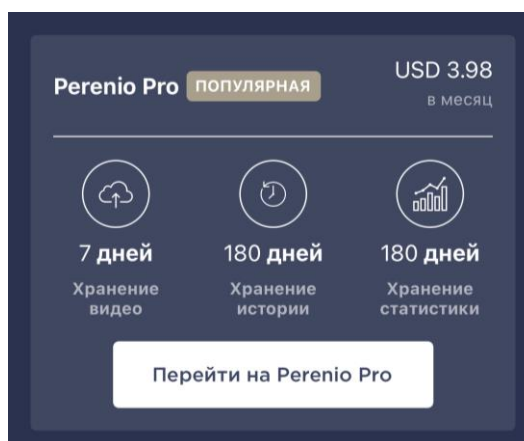 Perenio Pro ПОПУЛЯРНАЯ USD 3.98
в месяц
7 дней 180 дней 180 дней
Хранение Хранение Хранение
видео истории статистики
Перейти на Perenio Pro